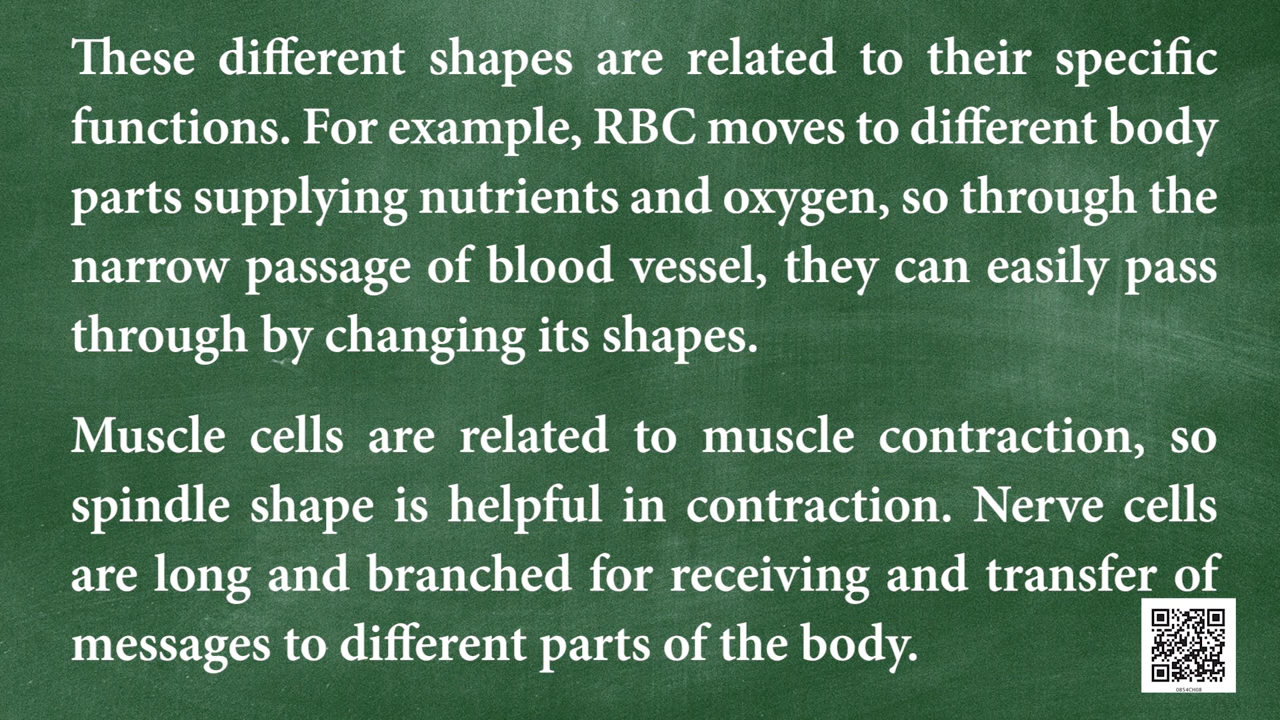 These different shapes are related to their specific
functions. For example, RBC moves to different body
parts supplying nutrients and oxygen, so through the
narrow passage of blood vessel, they can easily pass
through by changing its shapes.
Muscle cells are related to muscle contraction, so
spindle shape is helpful in contraction. Nerve cells
are long and branched for receiving and transfer of
messages to different parts of the body.
0854CH08